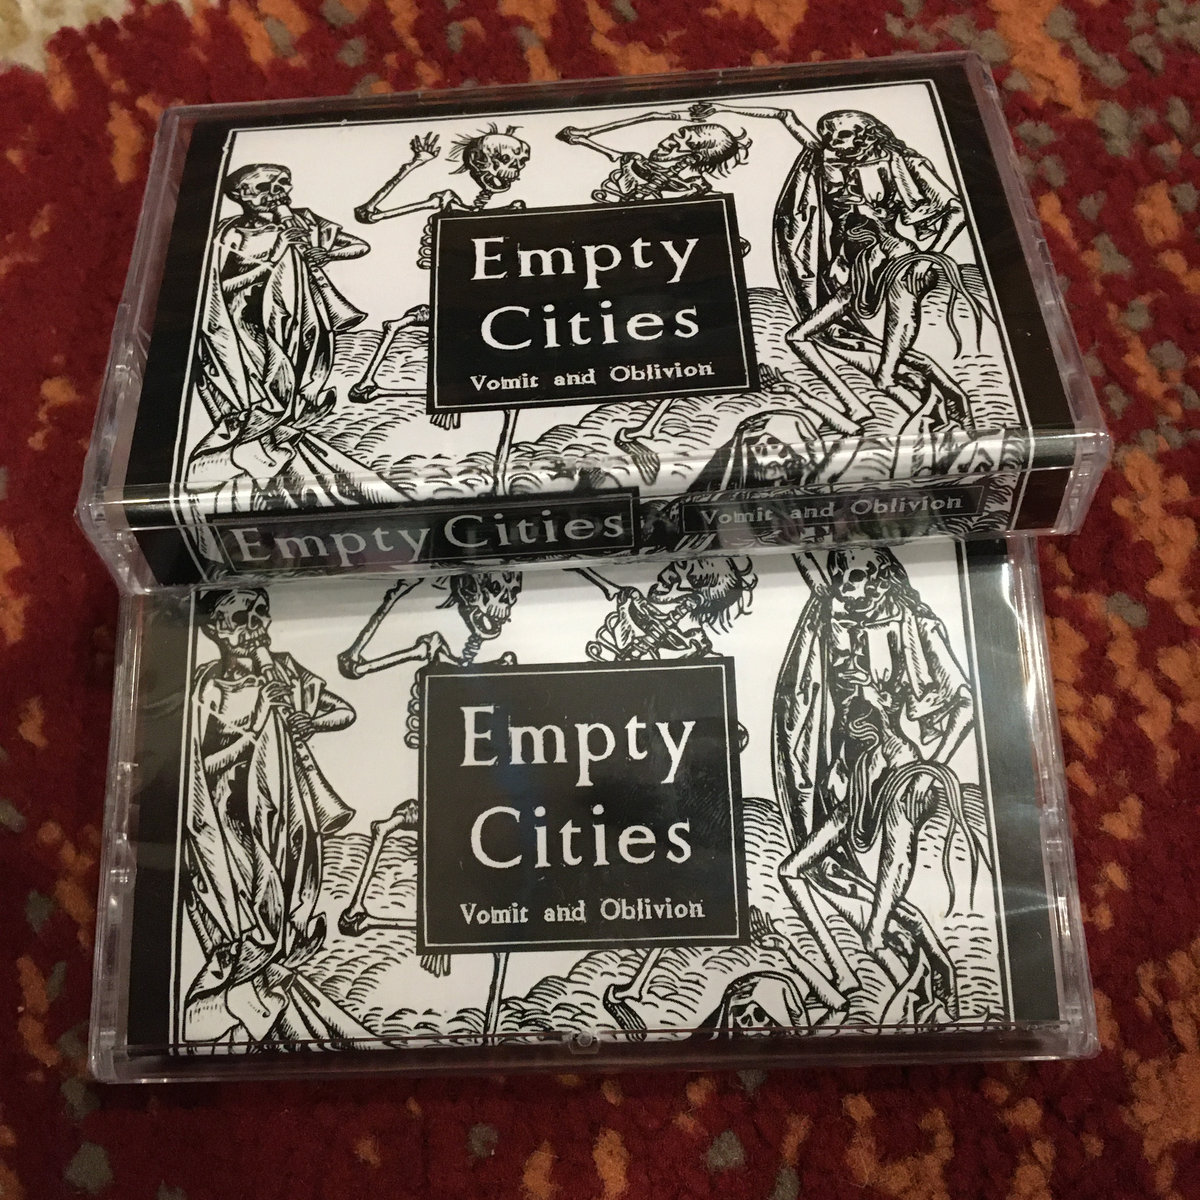 Empty
Cities
Vomit and Oblivion
Empty Cities
Vomit and Oblivion
Empty
Cities
Vomit and Oblivion